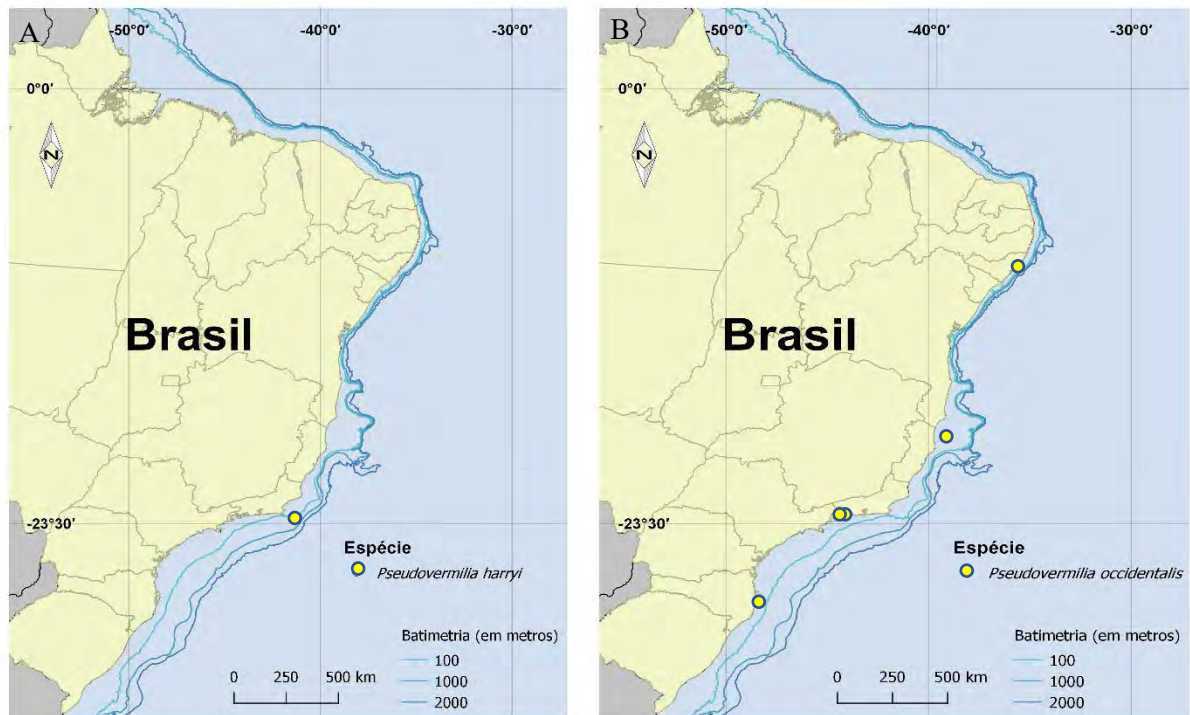 A
-50°0'
-40°0'
-30°0'
0°0'
N
Brasil
-23°30'
Espécie
Pseudovermilia harryi
Batimetria (em metros)
100
1000
2000
0 250 500 km
B
-50°0'
-40°0'
-30°0'
0°0'
N
Brasil
-23°30'
Espécie
Pseudovermilia occidentalis
Batimetria (em metros)
100
1000
2000
0 250 500 km